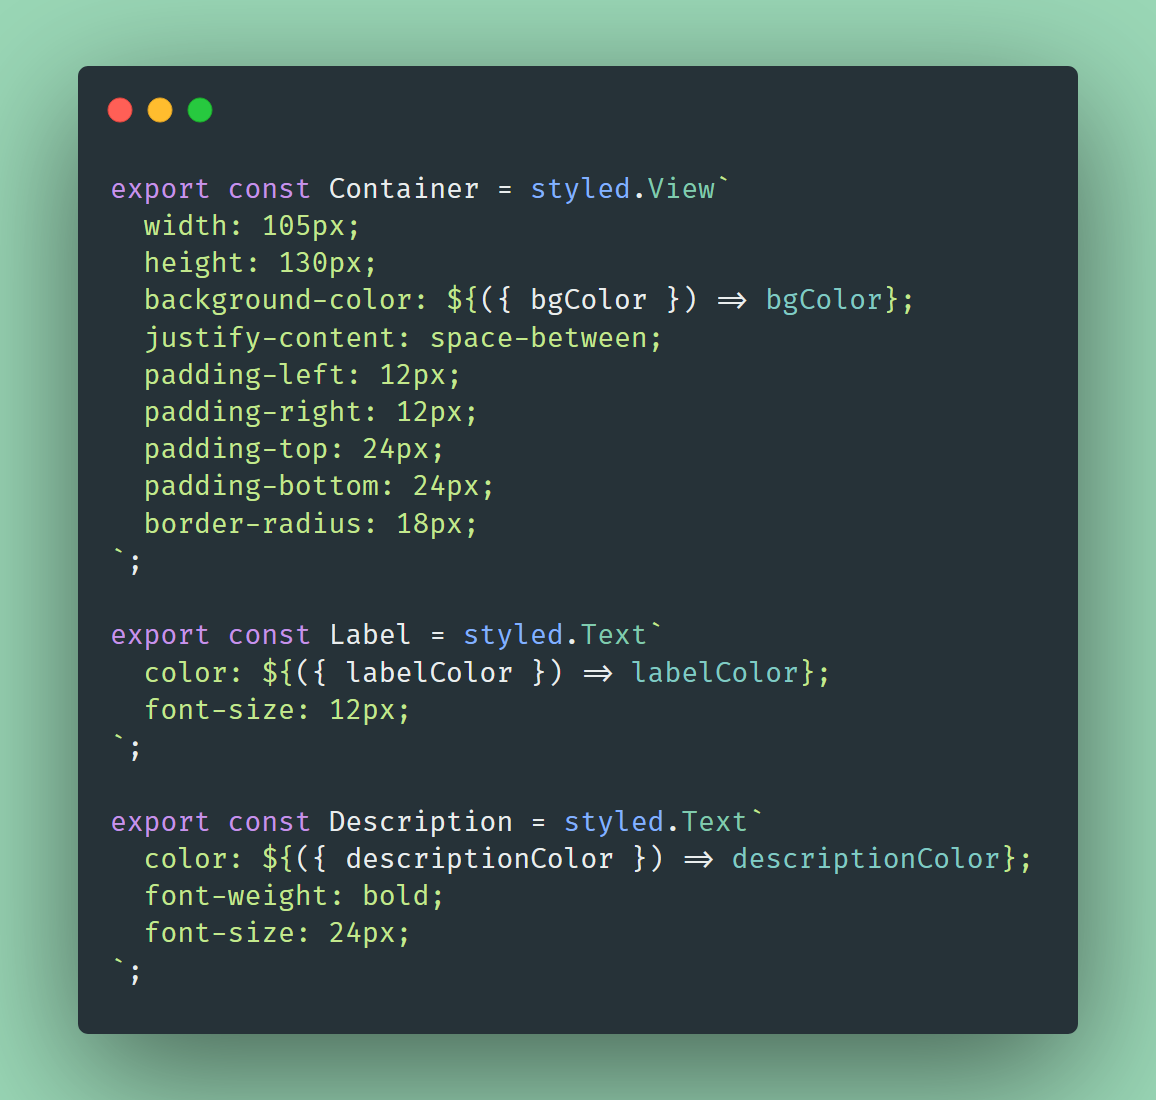 export const Container = styled.View`
  width: 105px;
  height: 130px;
  background-color: ${({ bgColor }) => bgColor};
  justify-content: space-between;
  padding-left: 12px;
  padding-right: 12px;
  padding-top: 24px;
  padding-bottom: 24px;
  border-radius: 18px;
`;

export const Label = styled.Text`
  color: ${({ labelColor }) => labelColor};
  font-size: 12px;
`;

export const Description = styled.Text`
  color: ${({ descriptionColor }) => descriptionColor};
  font-weight: bold;
  font-size: 24px;
`;